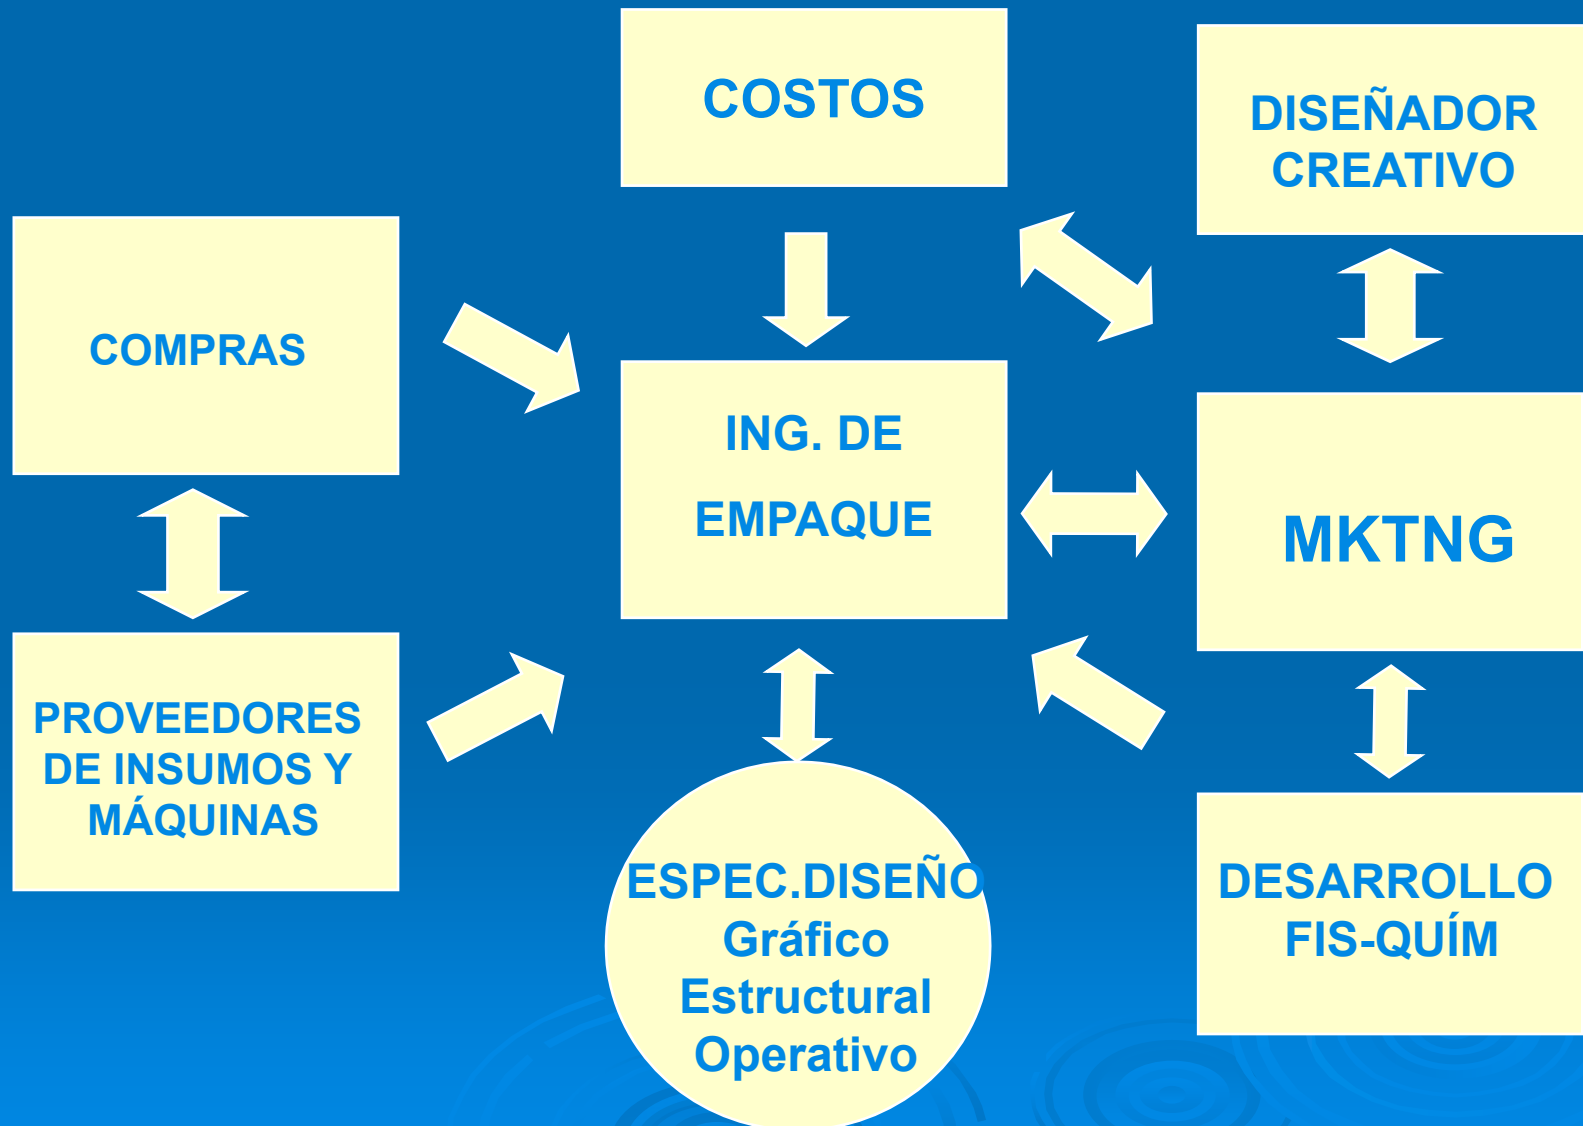 COSTOS
DISEÑADOR
CREATIVO
COMPRAS
ING. DE
EMPAQUE
MKTNG
PROVEEDORES
DE INSUMOS Y
MÁQUINAS
ESPEC.DISEÑO
Gráfico
Estructural
Operativo
DESARROLLO
FIS-QUÍM